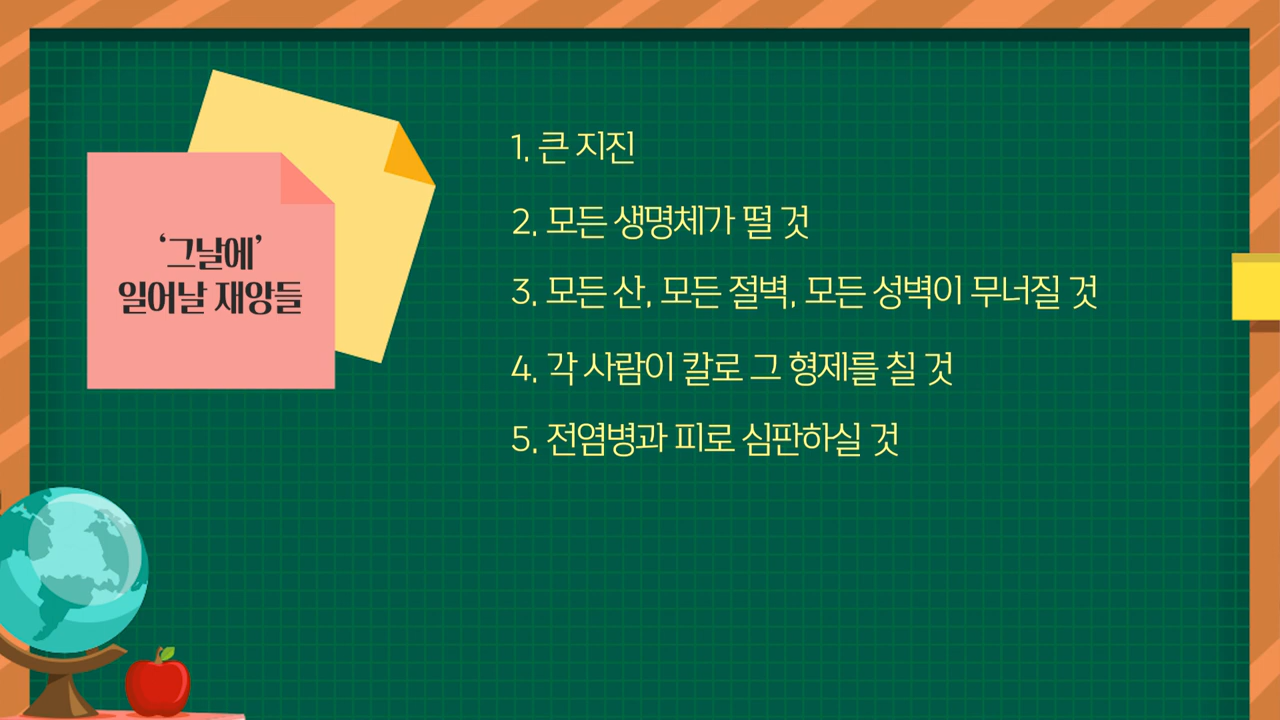 ‘그날에’
일어날 재앙들
1. 큰 지진
2. 모든 생명체가 떨 것
3. 모든 산, 모든 절벽, 모든 성벽이 무너질 것
4. 각 사람이 칼로 그 형제를 칠 것
5. 전염병과 피로 심판하실 것